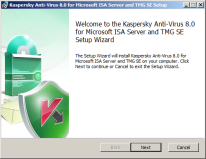 Kaspersky Anti-Virus 8.0 for Microsoft ISA Server and TMG SE
Welcome to the Kaspersky Anti-Virus 8.0
for Microsoft ISA Server and TMG SE
Setup Wizard
The Setup Wizard will install Kaspersky Anti-Virus 8.0 for
Microsoft ISA Server and TMG SE on your computer. Click
Next to continue or Cancel to exit the Setup Wizard.
Back Next Cancel